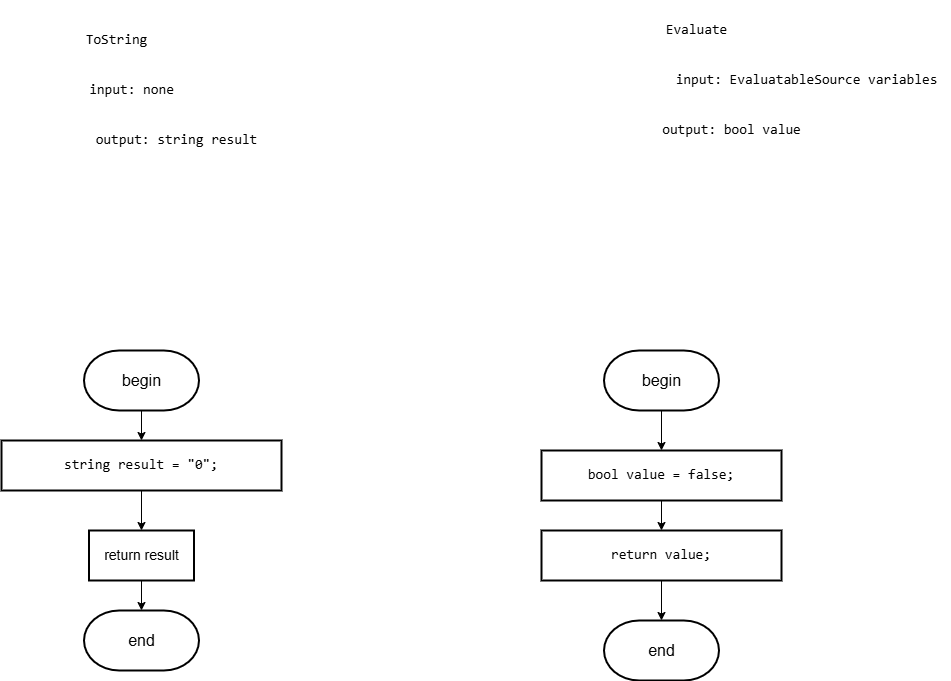 ToString
input: none
output: string result
begin
string result = "0";
return result
end
Evaluate
input: EvaluatableSource variables
output: bool value
begin
bool value = false;
return value;
end